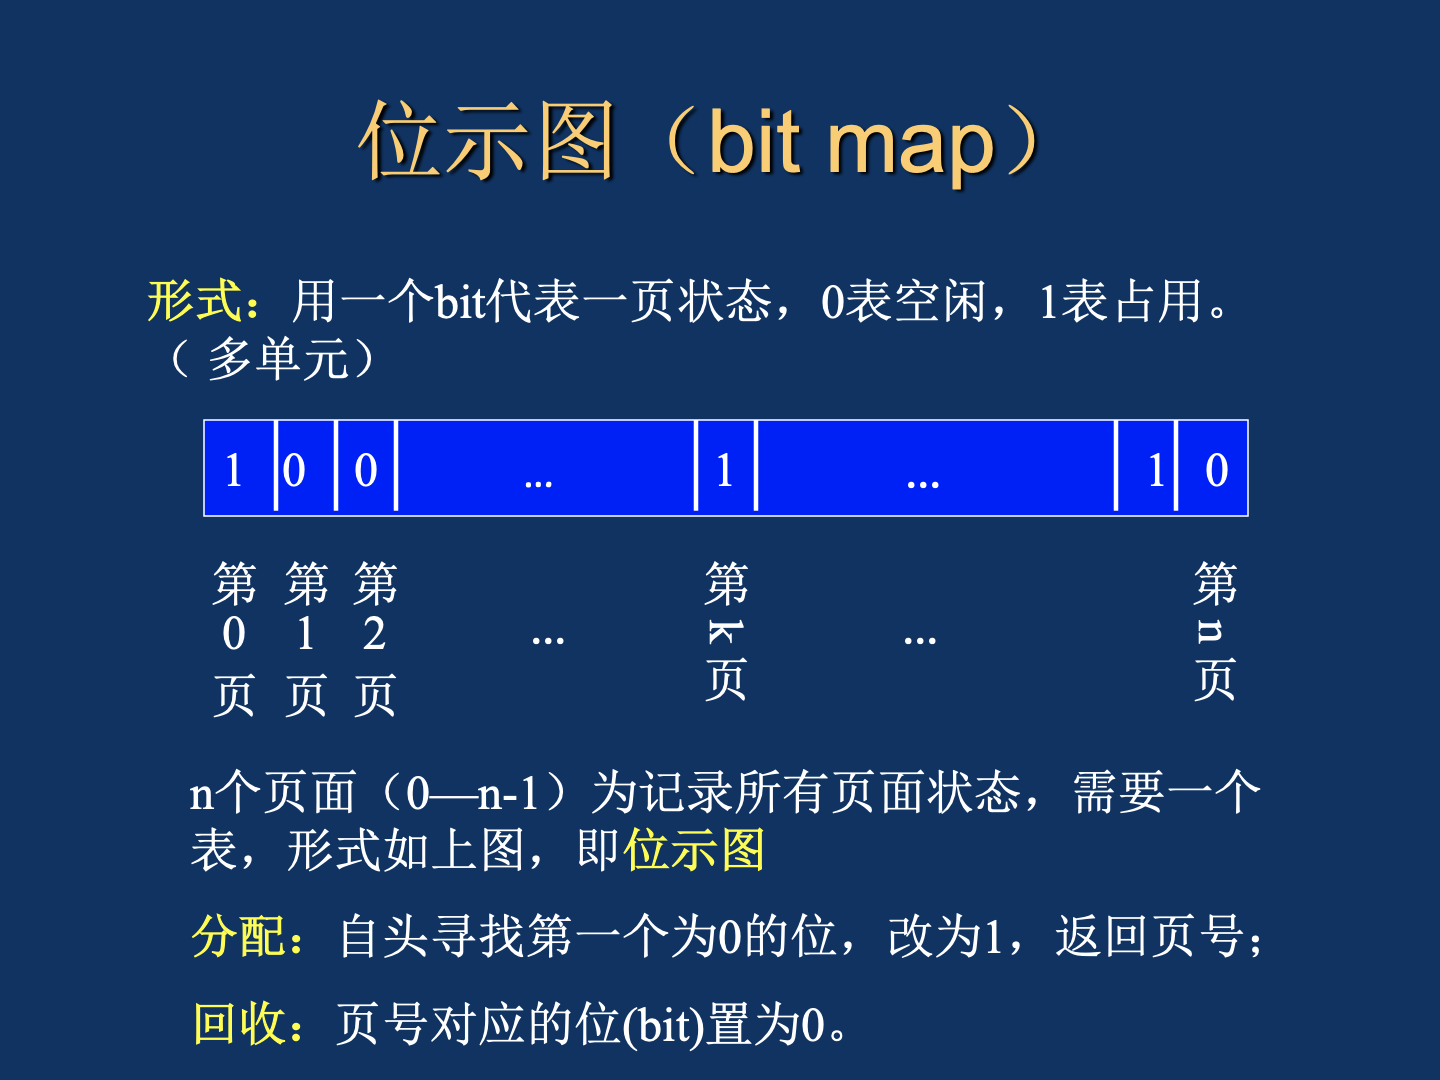 位示图（bit map）
形式：用一个bit代表一页状态，0表空闲，1表占用。
（ 多单元）
1 0 0 ... 1 ... 1 0
第0页 第1页 第2页 ... 第k页 ... 第n页
n个页面（0—n-1）为记录所有页面状态，需要一个
表，形式如上图，即位示图
分配：自头寻找第一个为0的位，改为1，返回页号；
回收：页号对应的位(bit)置为0。